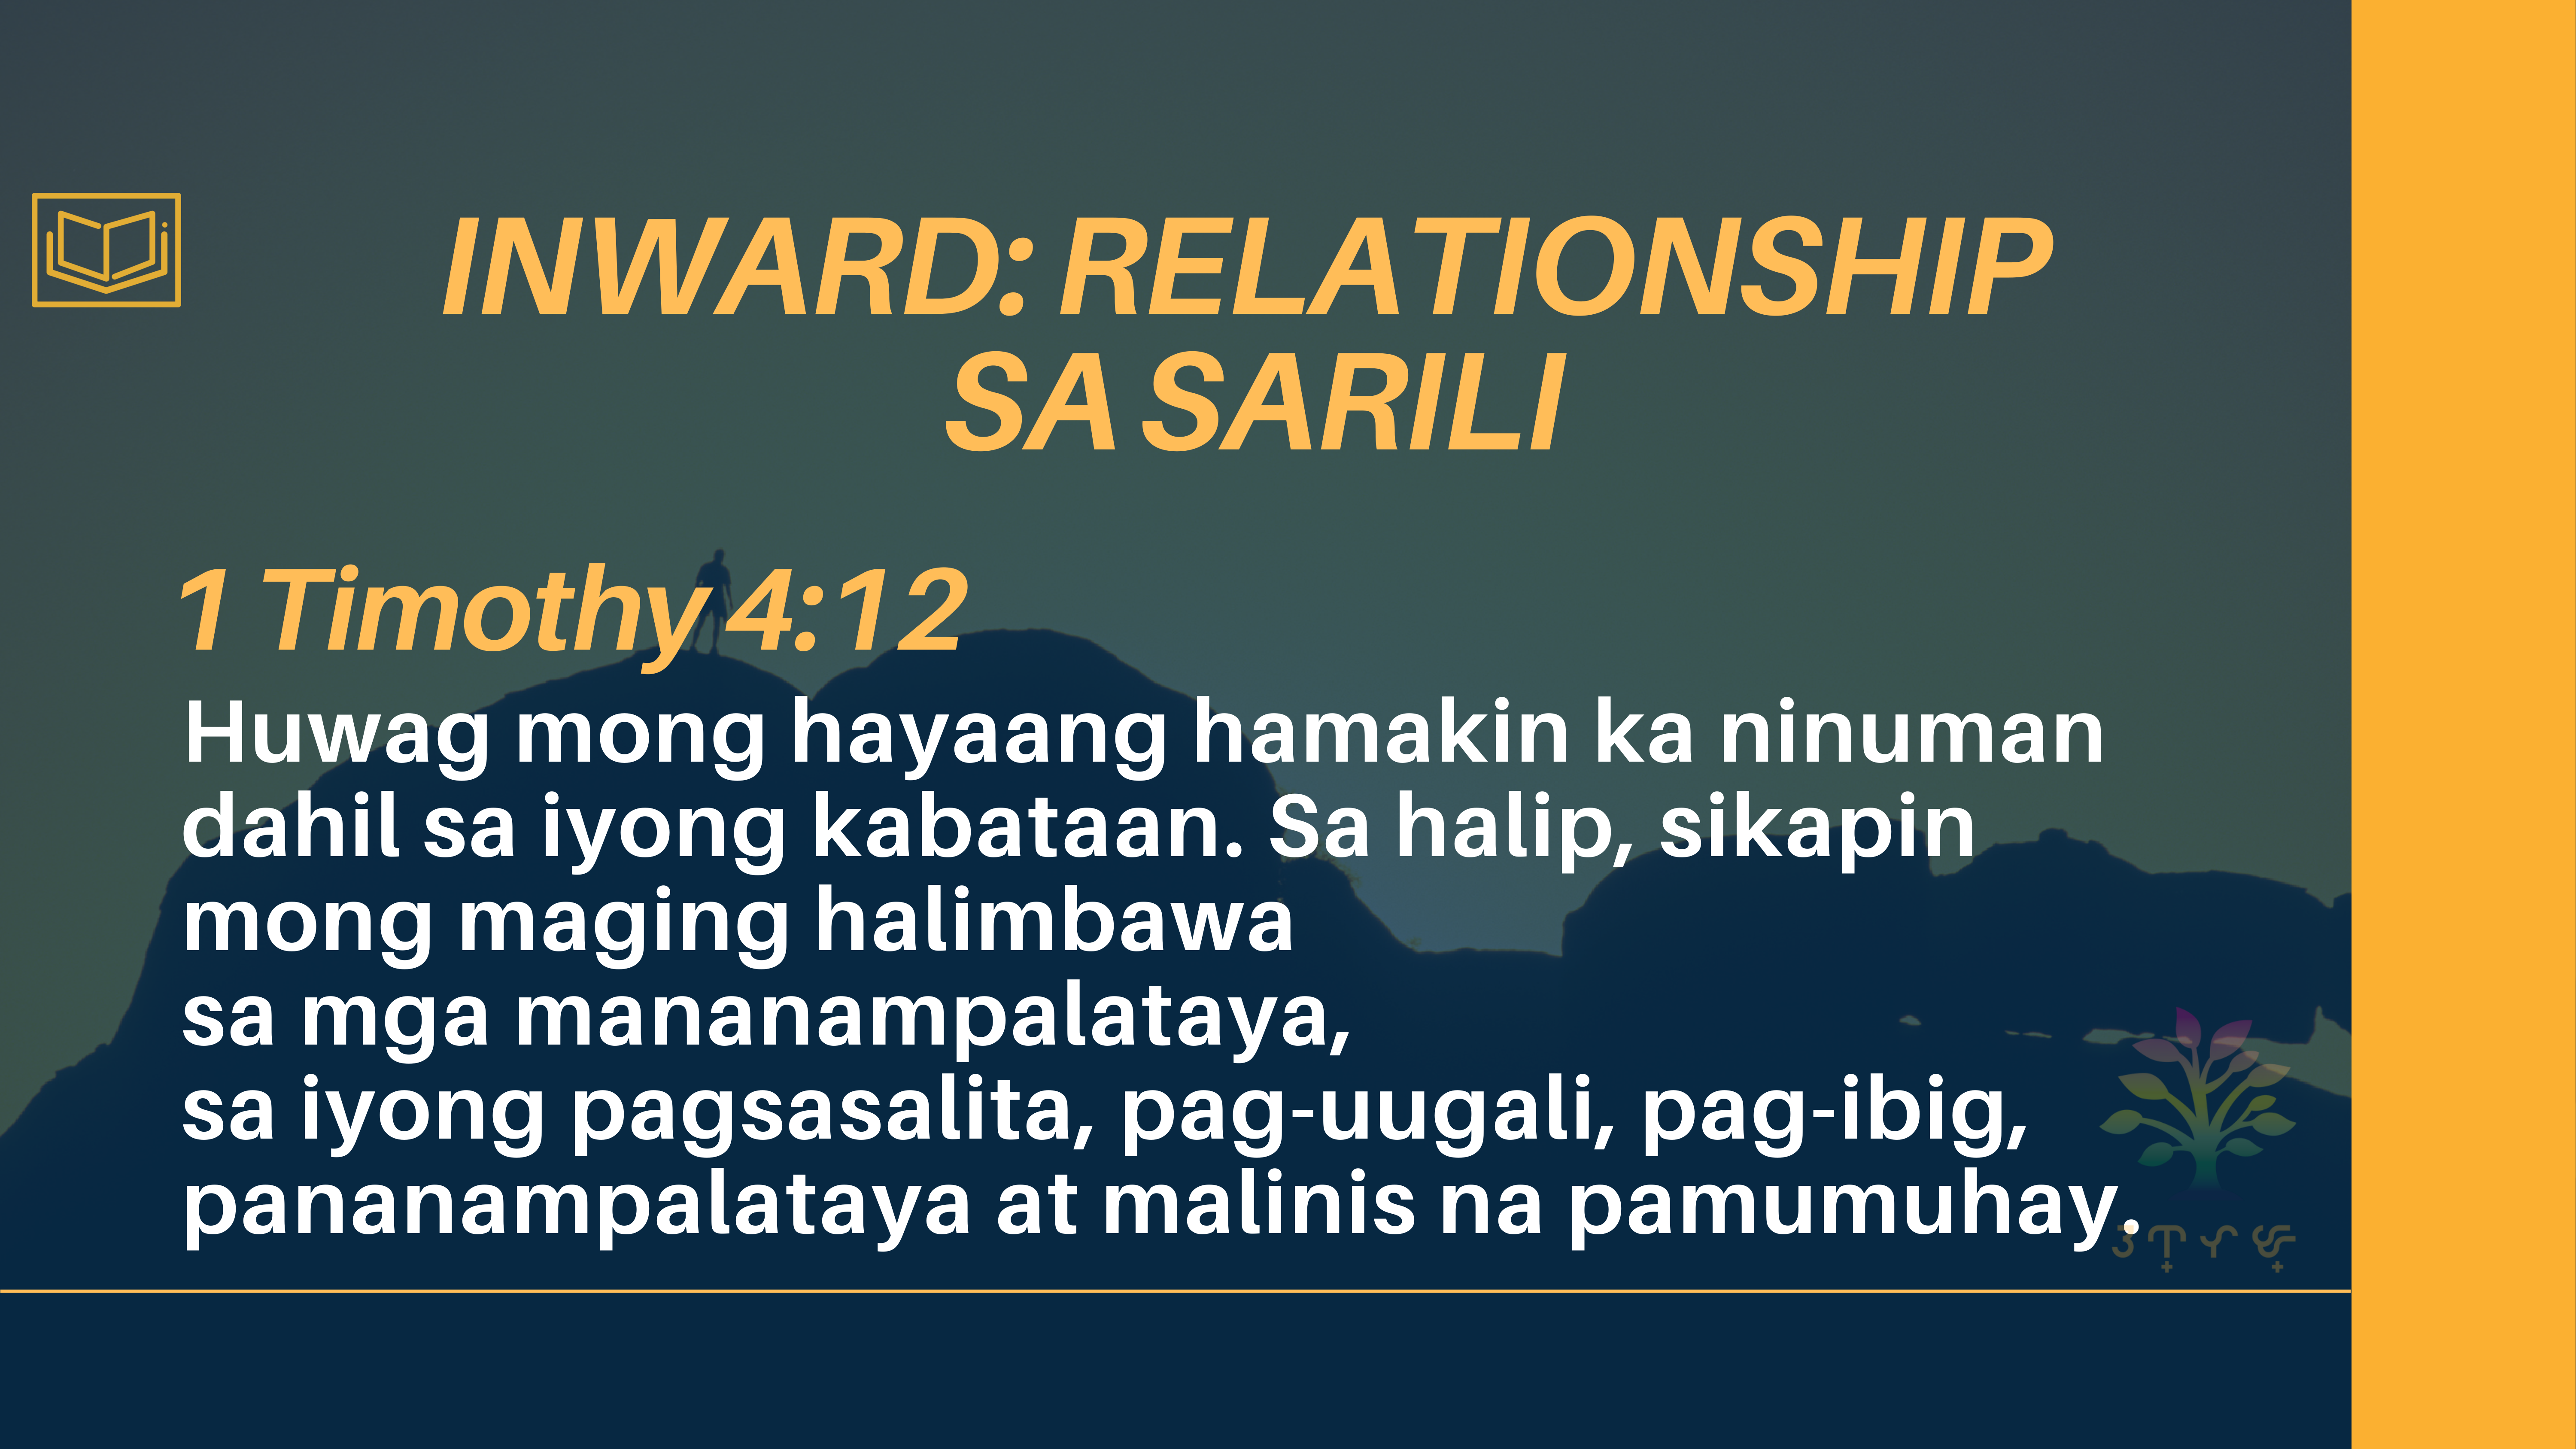 INWARD: RELATIONSHIP
SA SARILI
1 Timothy 4:12
Huwag mong hayaang hamakin ka ninuman
dahil sa iyong kabataan. Sa halip, sikapin
mong maging halimbawa
sa mga mananampalataya,
sa iyong pagsasalita, pag-uugali, pag-ibig,
pananampalataya at malinis na pamumuhay.